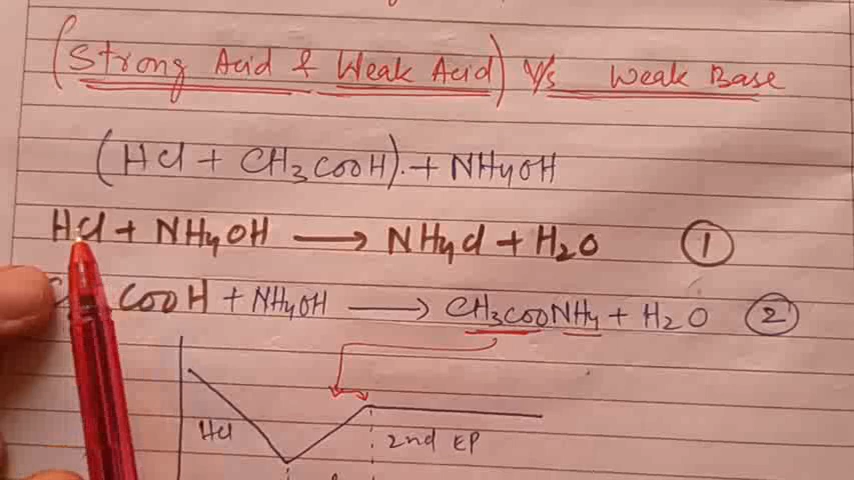 (Strong Acid & Weak Acid) V/s Weak Base
(HCl + CH3COOH) + NH4OH
HCl + NH4OH → NH4Cl + H2O 1
COOH + NH4OH → CH3COONH4 + H2O 2
HCl 2nd EP